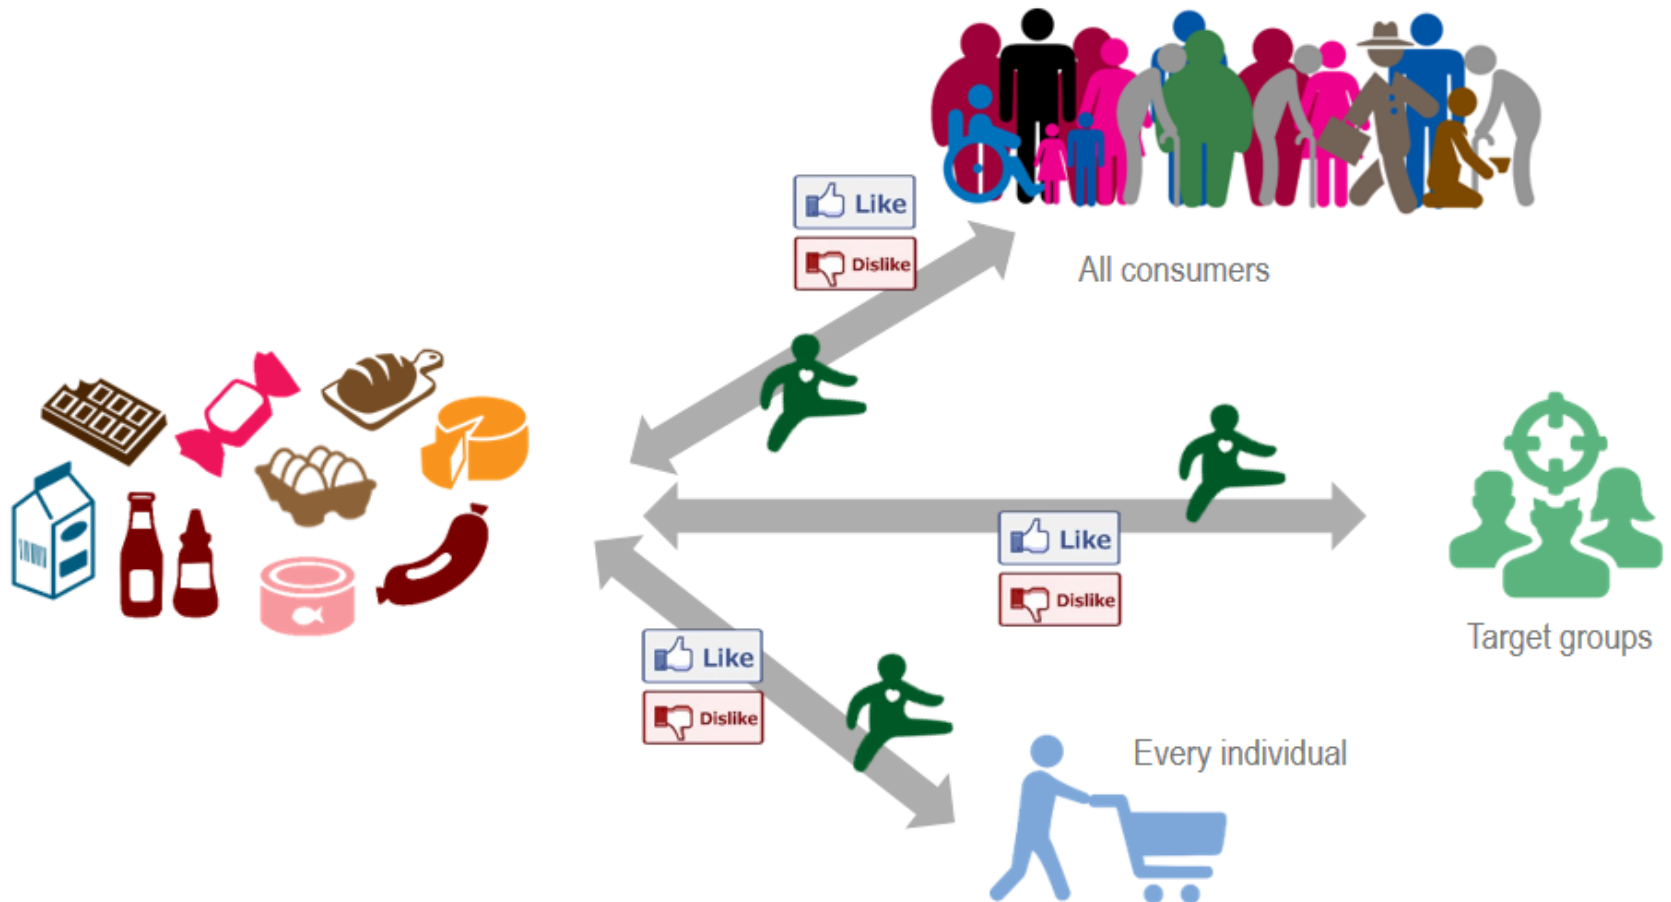 Like
Dislike
All consumers
Like
Dislike
Target groups
Like
Dislike
Every individual